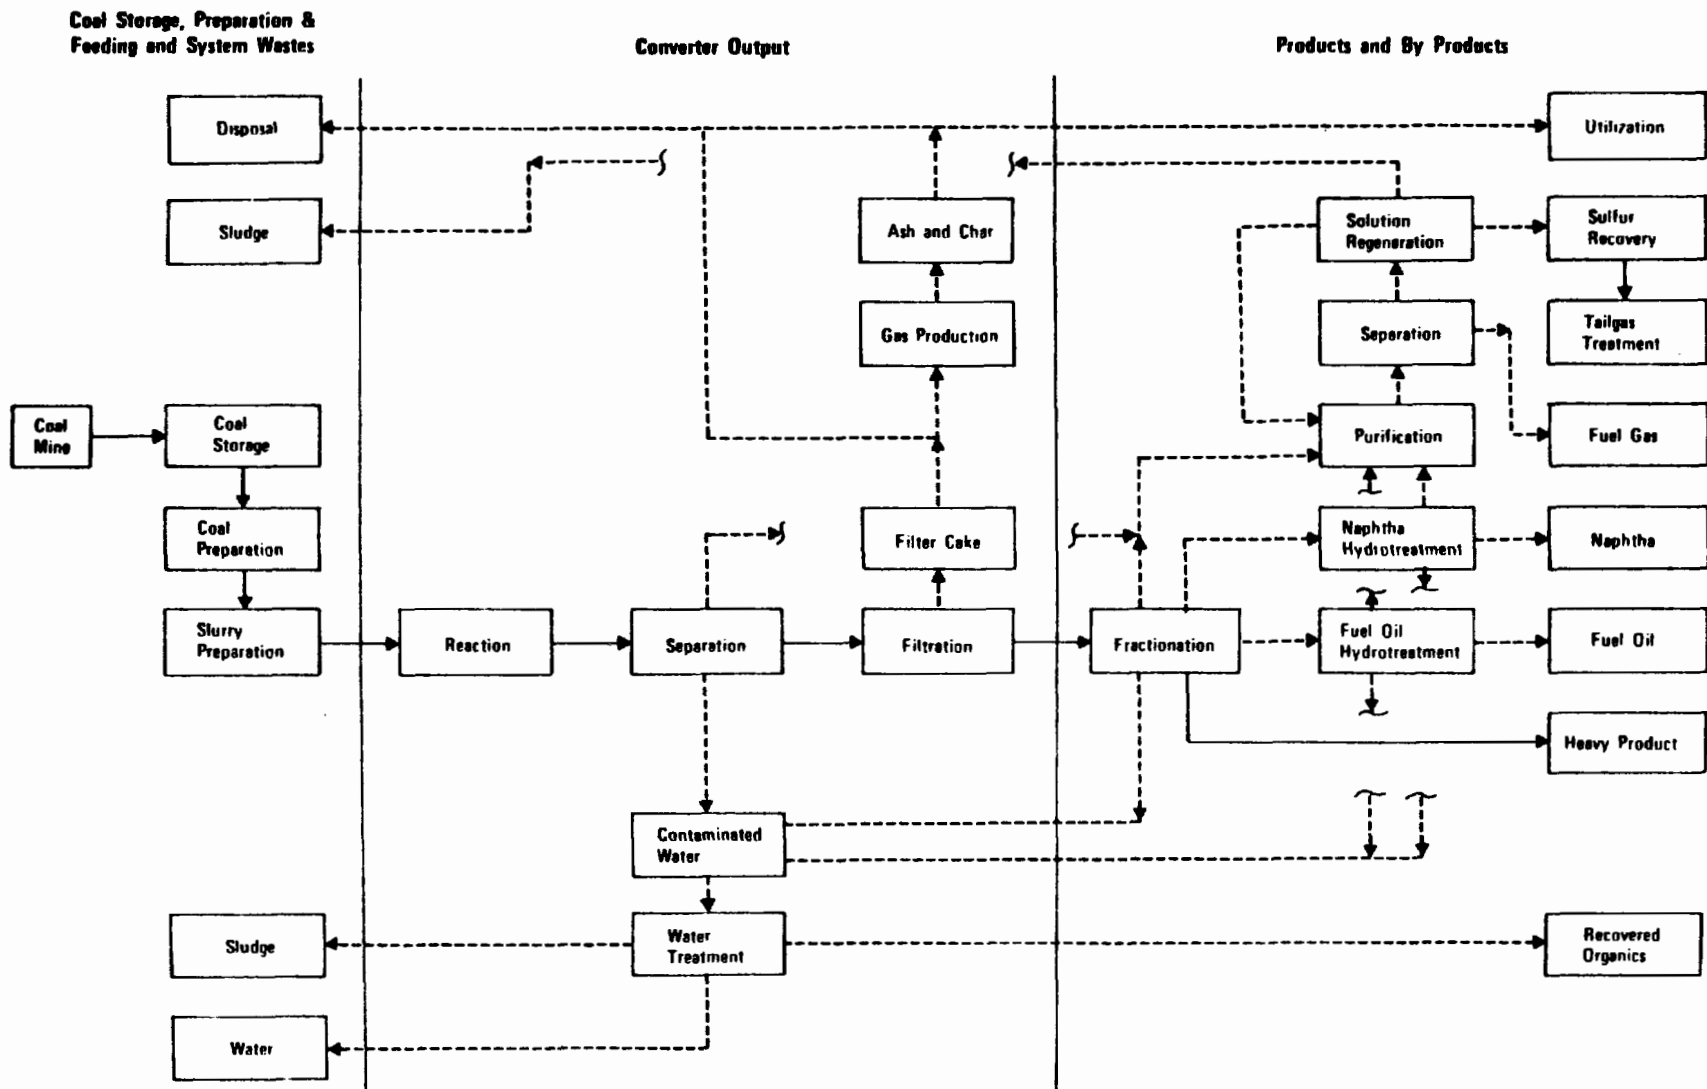 Coal Storage, Preparation &
Feeding and System Wastes
Converter Output
Products and By Products
Disposal
Utilization
Sludge
Ash and Char
Solution
Regeneration
Sulfur
Recovery
Gas Production
Separation
Tailgas
Treatment
Coal
Mine
Coal
Storage
Purification
Fuel Gas
Coal
Preparation
Filter Cake
Naphtha
Hydrotreatment
Naphtha
Slurry
Preparation
Reaction
Separation
Filtration
Fractionation
Fuel Oil
Hydrotreatment
Fuel Oil
Heavy Product
Contaminated
Water
Sludge
Water
Treatment
Recovered
Organics
Water